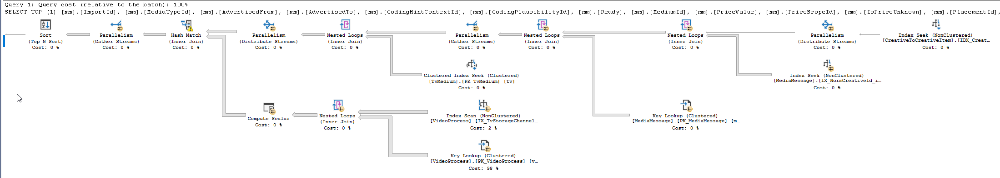 Query 1: Query cost (relative to the batch): 100%
SELECT TOP (1) [mm].[ImportId], [mm].[MediaTypeId], [mm].[AdvertisedFrom], [mm].[AdvertisedTo], [mm].[CodingHintContextId], [mm].[CodingPlausibilityId], [mm].[Ready], [mm].[MediumId], [mm].[PriceValue], [mm].[PriceScopeId], [mm].[IsPriceUnknown], [mm].[PlacementId],
Sort
(Top N Sort)
Cost: 0 %
Parallelism
(Gather Streams)
Cost: 0 %
Hash Match
(Inner Join)
Cost: 0 %
Parallelism
(Distribute Streams)
Cost: 0 %
Nested Loops
(Inner Join)
Cost: 0 %
Parallelism
(Gather Streams)
Cost: 0 %
Nested Loops
(Inner Join)
Cost: 0 %
Nested Loops
(Inner Join)
Cost: 0 %
Parallelism
(Distribute Streams)
Cost: 0 %
Index Seek (NonClustered)
[CreativeToCreativeItem].[IDX_Creat…
Cost: 0 %
Clustered Index Seek (Clustered)
[TvMedium].[PK_TvMedium] [tv]
Cost: 0 %
Index Seek (NonClustered)
[MediaMessage].[IX_NormCreativeId_i…
Cost: 0 %
Compute Scalar
Cost: 0 %
Nested Loops
(Inner Join)
Cost: 0 %
Index Scan (NonClustered)
[VideoProcess].[IX_TvStorageChannel…
Cost: 2 %
Key Lookup (Clustered)
[MediaMessage].[PK_MediaMessage] [m…
Cost: 0 %
Key Lookup (Clustered)
[VideoProcess].[PK_VideoProcess] [v…
Cost: 98 %